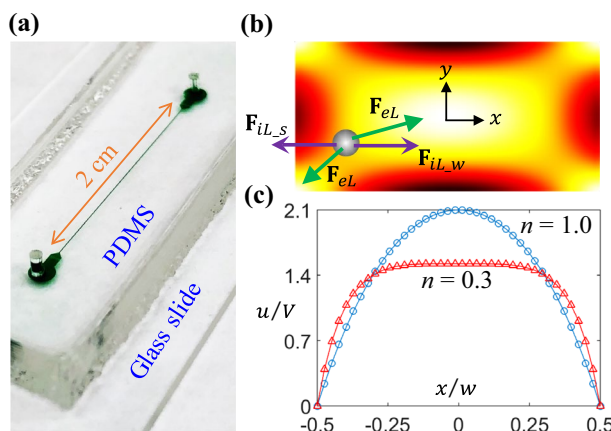 (a)
2 cm
PDMS
Glass slide
(b)
y
x
F_eL
F_iL_s
F_iL_w
F_eL
(c)
2.1
1.4
0.7
0
u/V
n = 1.0
n = 0.3
x/w
-0.5 -0.25 0 0.25 0.5